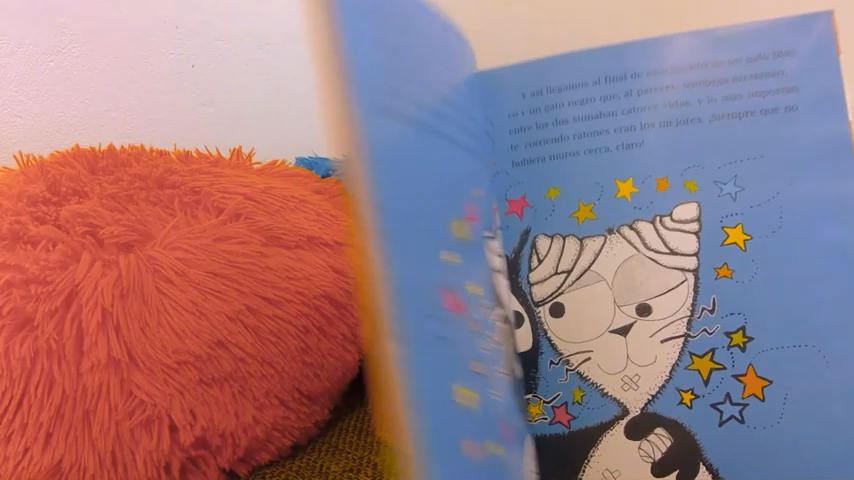 Y así llegamos al final de
co y un gato negro que, al parecer,
entre los dos sumaban catorce vidas, y lo más importan
te, corriendo ratones eran los mejores. ¡Siempre que no
hubiera muros cerca, claro!